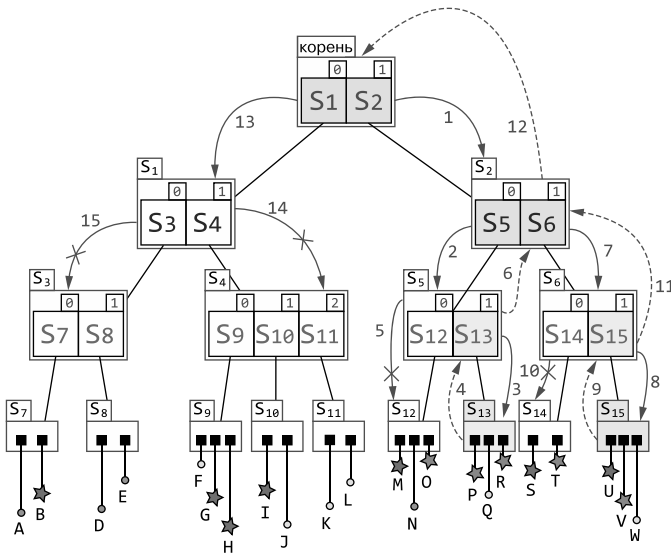 корень
0 1
S1 S2
13
1
12
S1
0 1
S3 S4
S2
0 1
S5 S6
15
14
2
6
7
11
S3
0 1
S7 S8
S4
0 1 2
S9 S10 S11
S5
0 1
S12 S13
S6
0 1
S14 S15
5
4
3
10
9
8
S7
S8
S9
S10
S11
S12
S13
S14
S15
A
B
D
E
F
G
H
I
J
K
L
M
N
O
P
Q
R
S
T
U
V
W